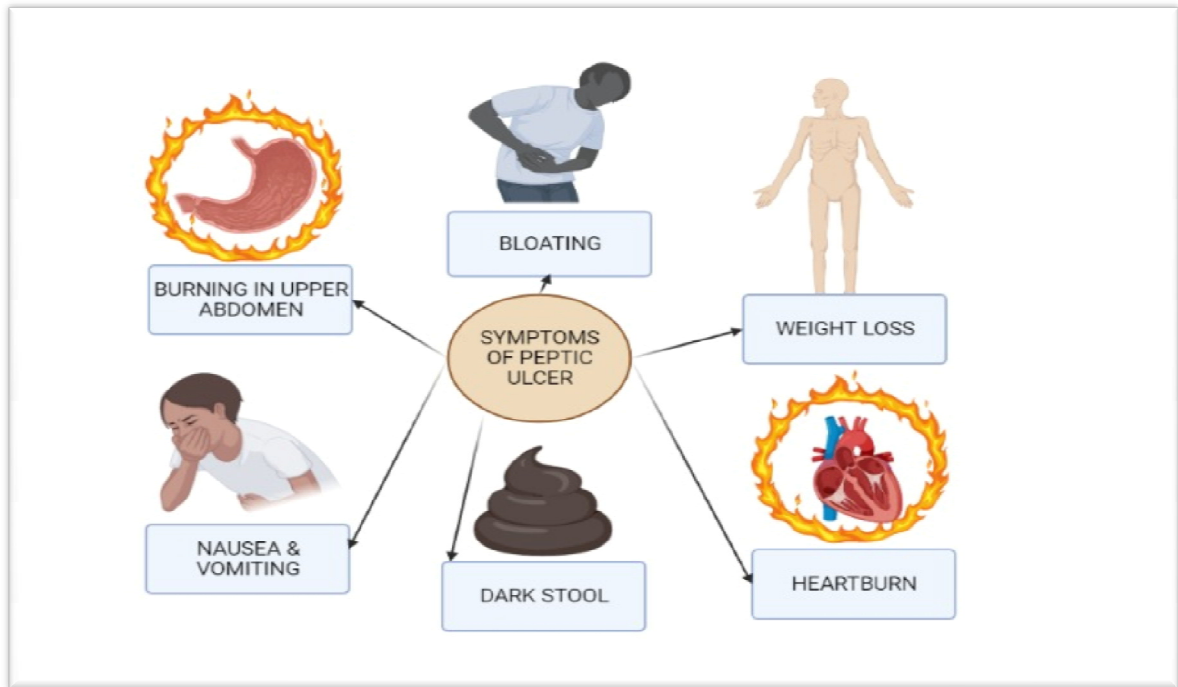 BLOATING
BURNING IN UPPER
ABDOMEN
SYMPTOMS
OF PEPTIC
ULCER
WEIGHT LOSS
NAUSEA &
VOMITING
DARK STOOL
HEARTBURN